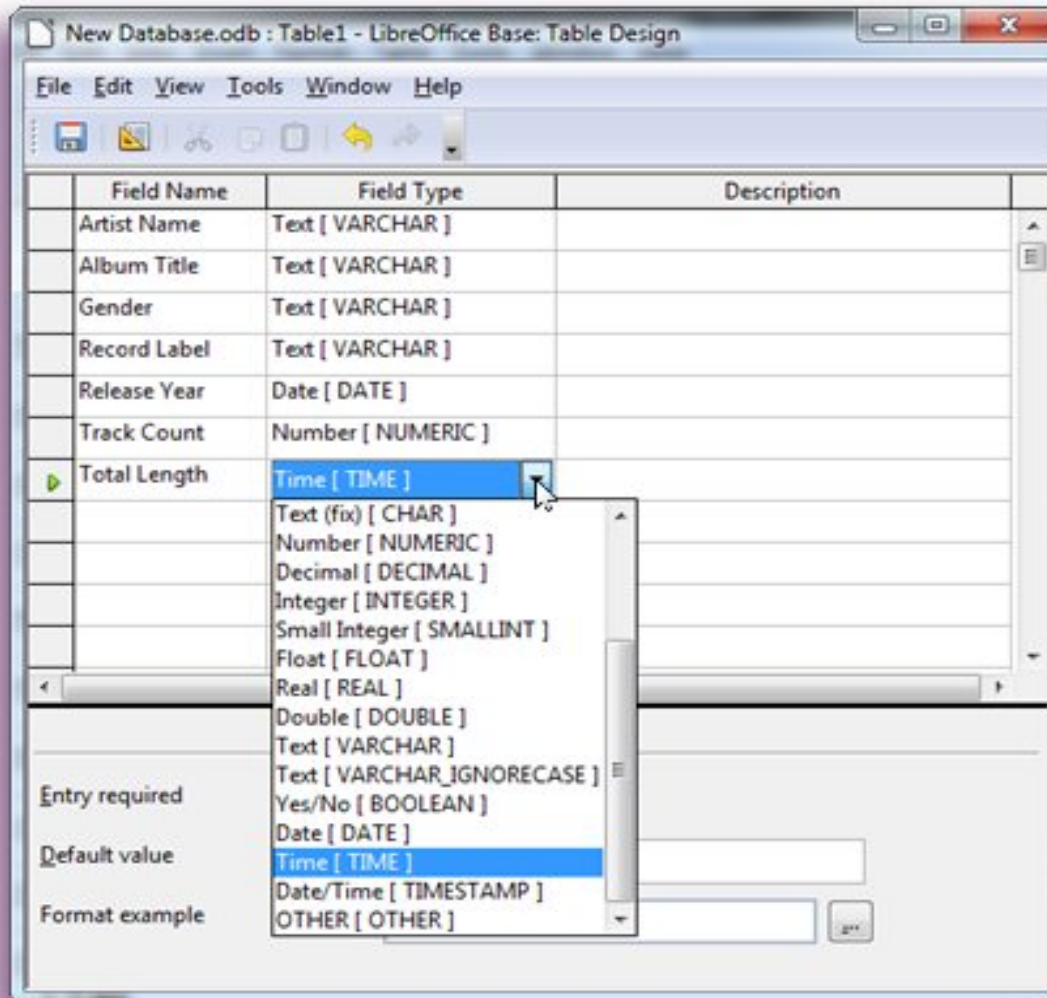 New Database.odb : Table1 - LibreOffice Base: Table Design
File Edit View Tools Window Help
Field Name Field Type Description
Artist Name Text [ VARCHAR ]
Album Title Text [ VARCHAR ]
Gender Text [ VARCHAR ]
Record Label Text [ VARCHAR ]
Release Year Date [ DATE ]
Track Count Number [ NUMERIC ]
Total Length Time [ TIME ]
Text (fix) [ CHAR ]
Number [ NUMERIC ]
Decimal [ DECIMAL ]
Integer [ INTEGER ]
Small Integer [ SMALLINT ]
Float [ FLOAT ]
Real [ REAL ]
Double [ DOUBLE ]
Text [ VARCHAR ]
Text [ VARCHAR_IGNORECASE ]
Yes/No [ BOOLEAN ]
Date [ DATE ]
Time [ TIME ]
Date/Time [ TIMESTAMP ]
OTHER [ OTHER ]
Entry required
Default value
Format example
...